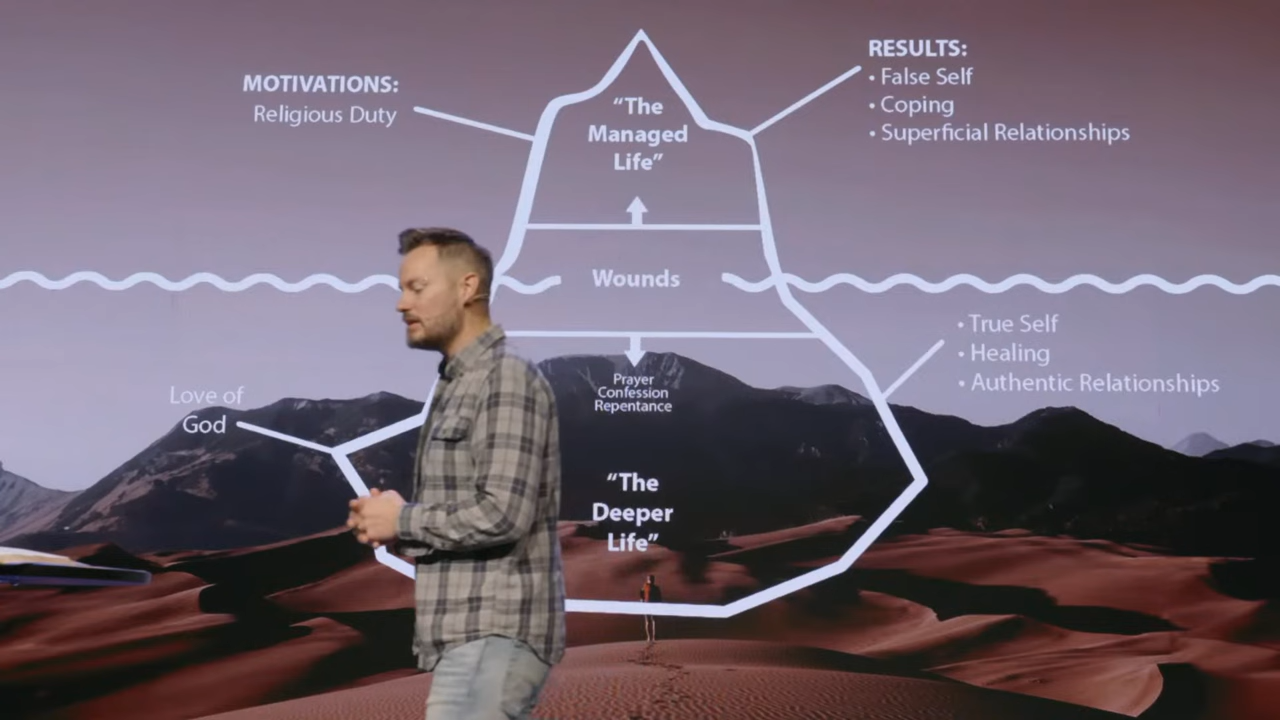 MOTIVATIONS:
Religious Duty
RESULTS:
• False Self
• Coping
• Superficial Relationships
“The
Managed
Life”
Wounds
• True Self
• Healing
• Authentic Relationships
Prayer
Confession
Repentance
Love of
God
“The
Deeper
Life”